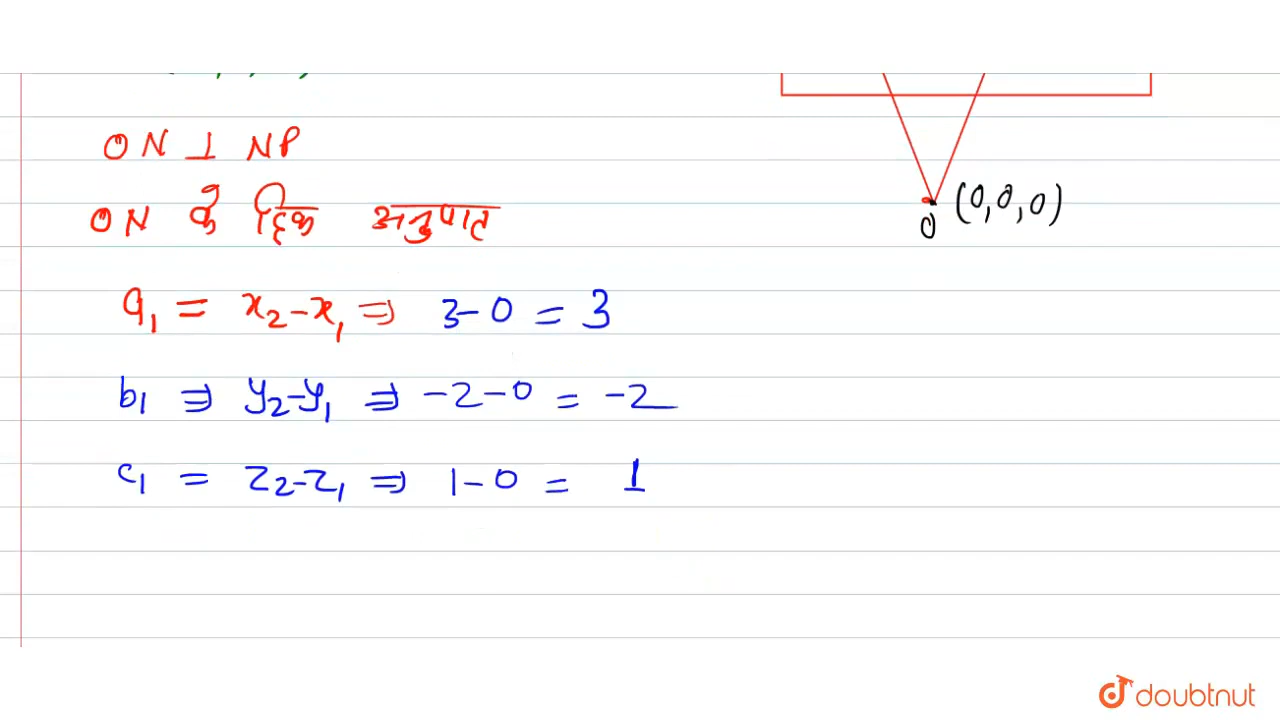 ON ⊥ NP
ON के दिक अनुपात
(0,0,0)
O
a₁ = x₂-x₁ ⇒ 3-0 = 3
b₁ ⇒ y₂-y₁ ⇒ -2-0 = -2
c₁ = z₂-z₁ ⇒ 1-0 = 1
doubtnut